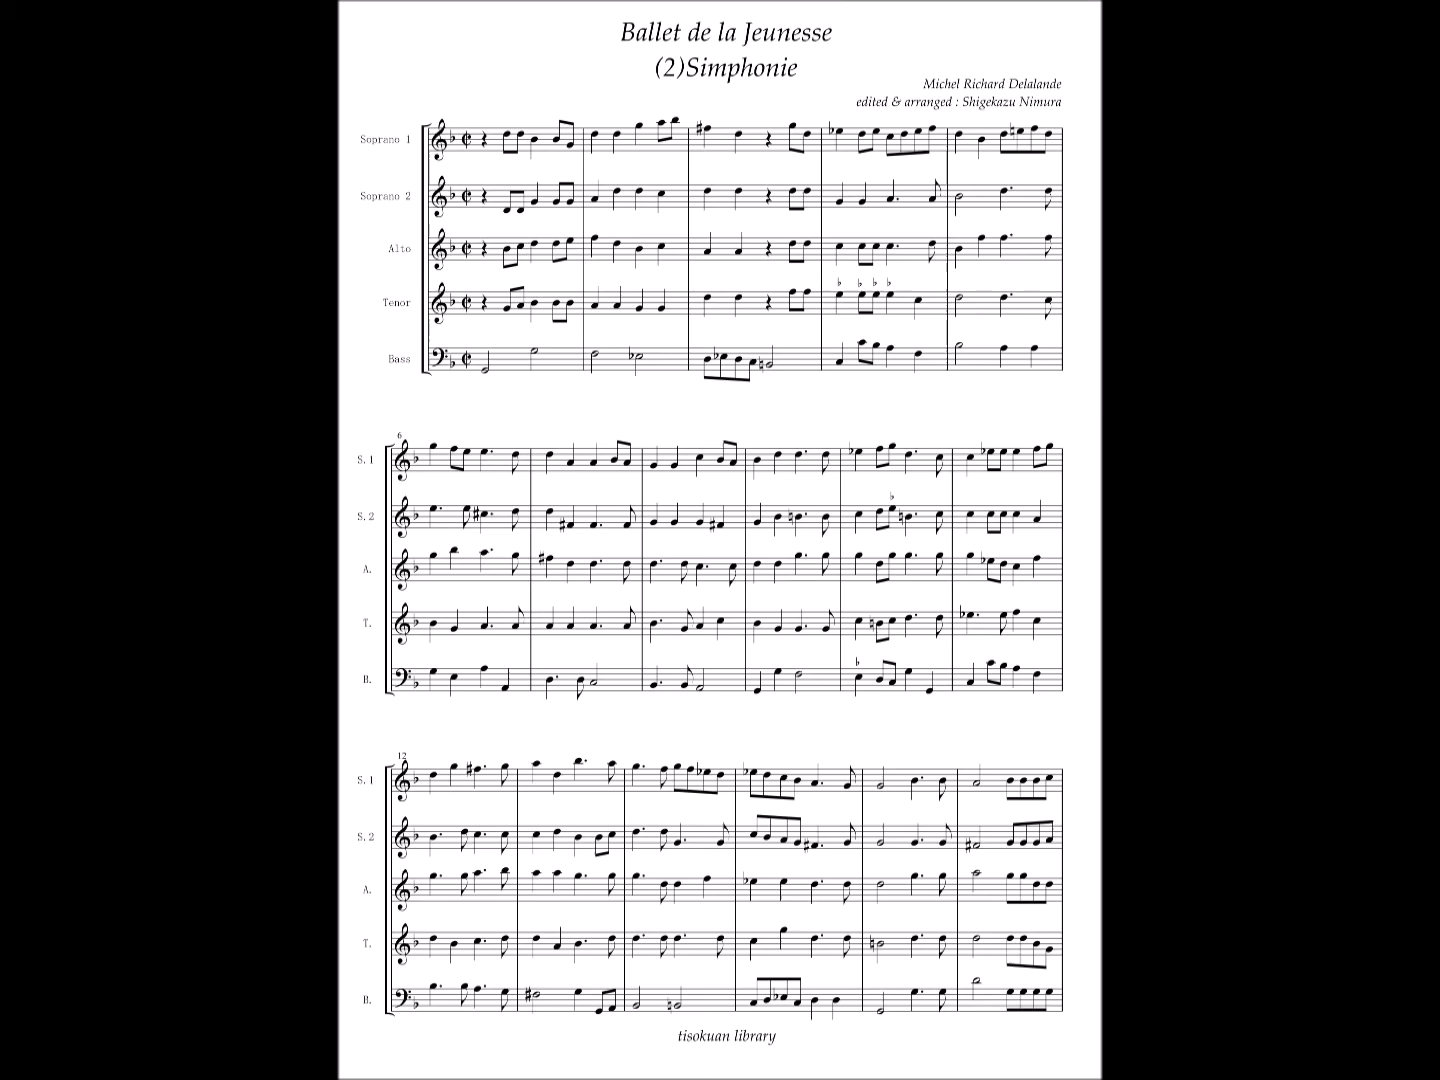 Ballet de la Jeunesse
(2)Simphonie
Michel Richard Delalande
edited & arranged : Shigekazu Nimura
Soprano 1
Soprano 2
Alto
Tenor
Bass
6
S. 1
S. 2
A.
T.
B.
12
S. 1
S. 2
A.
T.
B.
tisokuan library